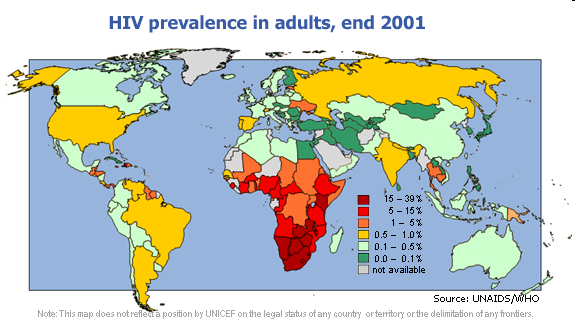 HIV prevalence in adults, end 2001
15 – 39%
5 – 15%
1 – 5%
0.5 – 1.0%
0.1 – 0.5%
0.0 – 0.1%
not available
Source: UNAIDS/WHO
Note: This map does not reflect a position by UNICEF on the legal status of any country or territory or the delimitation of any frontiers.